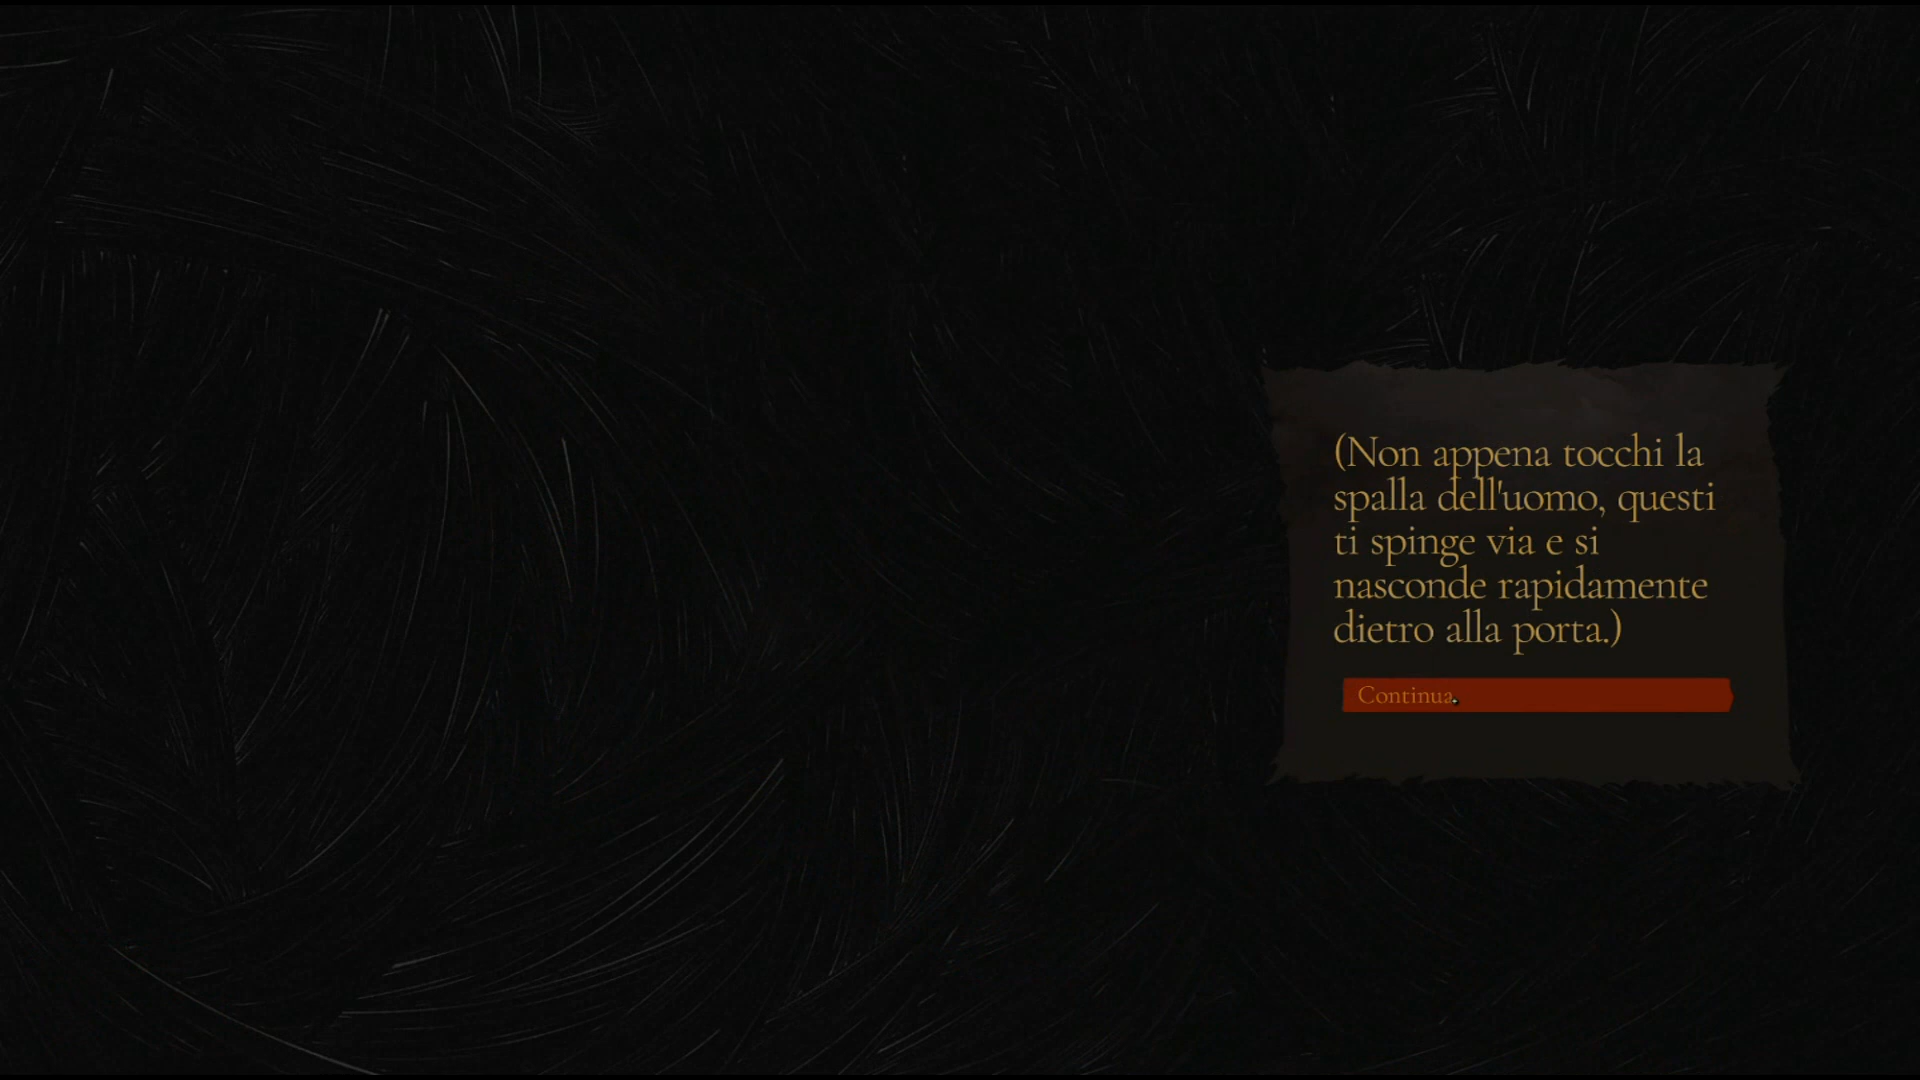 (Non appena tocchi la
spalla dell'uomo, questi
ti spinge via e si
nasconde rapidamente
dietro alla porta.)
Continua